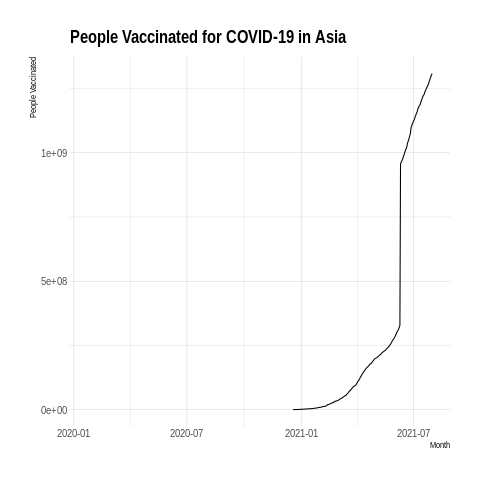 People Vaccinated for COVID-19 in Asia
People Vaccinated
1e+09
5e+08
0e+00
2020-01 2020-07 2021-01 2021-07
Month